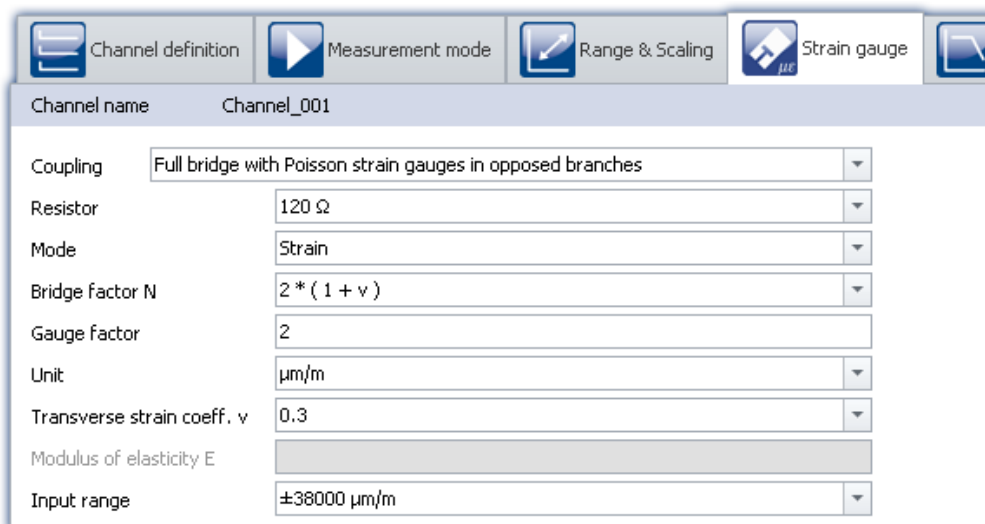 Channel definition Measurement mode Range & Scaling Strain gauge
με
Channel name Channel_001
Coupling Full bridge with Poisson strain gauges in opposed branches
Resistor 120 Ω
Mode Strain
Bridge factor N 2 * ( 1 + v )
Gauge factor 2
Unit μm/m
Transverse strain coeff. v 0.3
Modulus of elasticity E
Input range ±38000 μm/m